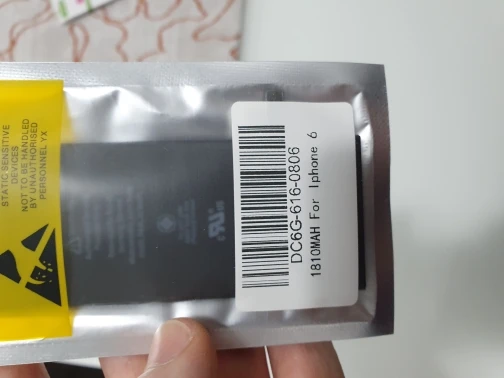 STATIC SENSITIVE
DEVICES
NOT TO BE HANDLED
BY UNAUTHORISED
PERSONNEL YX
DC6G-616-0806
1810MAH For Iphone 6